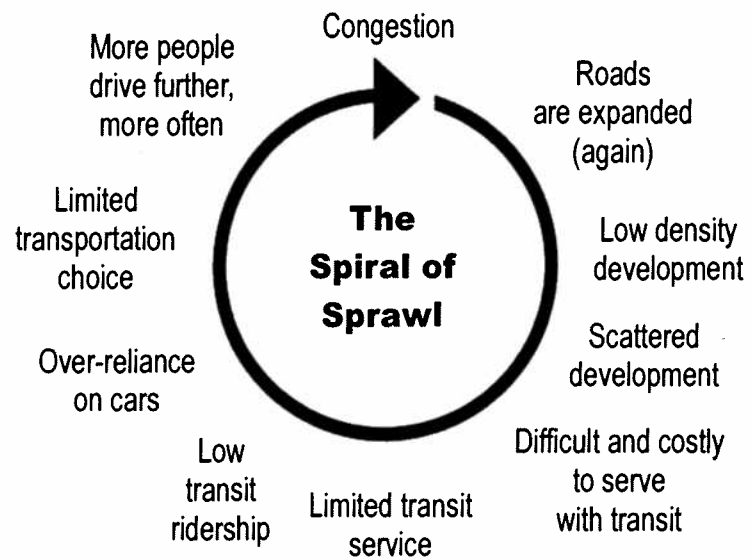 Congestion
Roads
are expanded
(again)
Low density
development
Scattered
development
Difficult and costly
to serve
with transit
Limited transit
service
Low
transit
ridership
Over-reliance
on cars
Limited
transportation
choice
More people
drive further,
more often
The
Spiral of
Sprawl